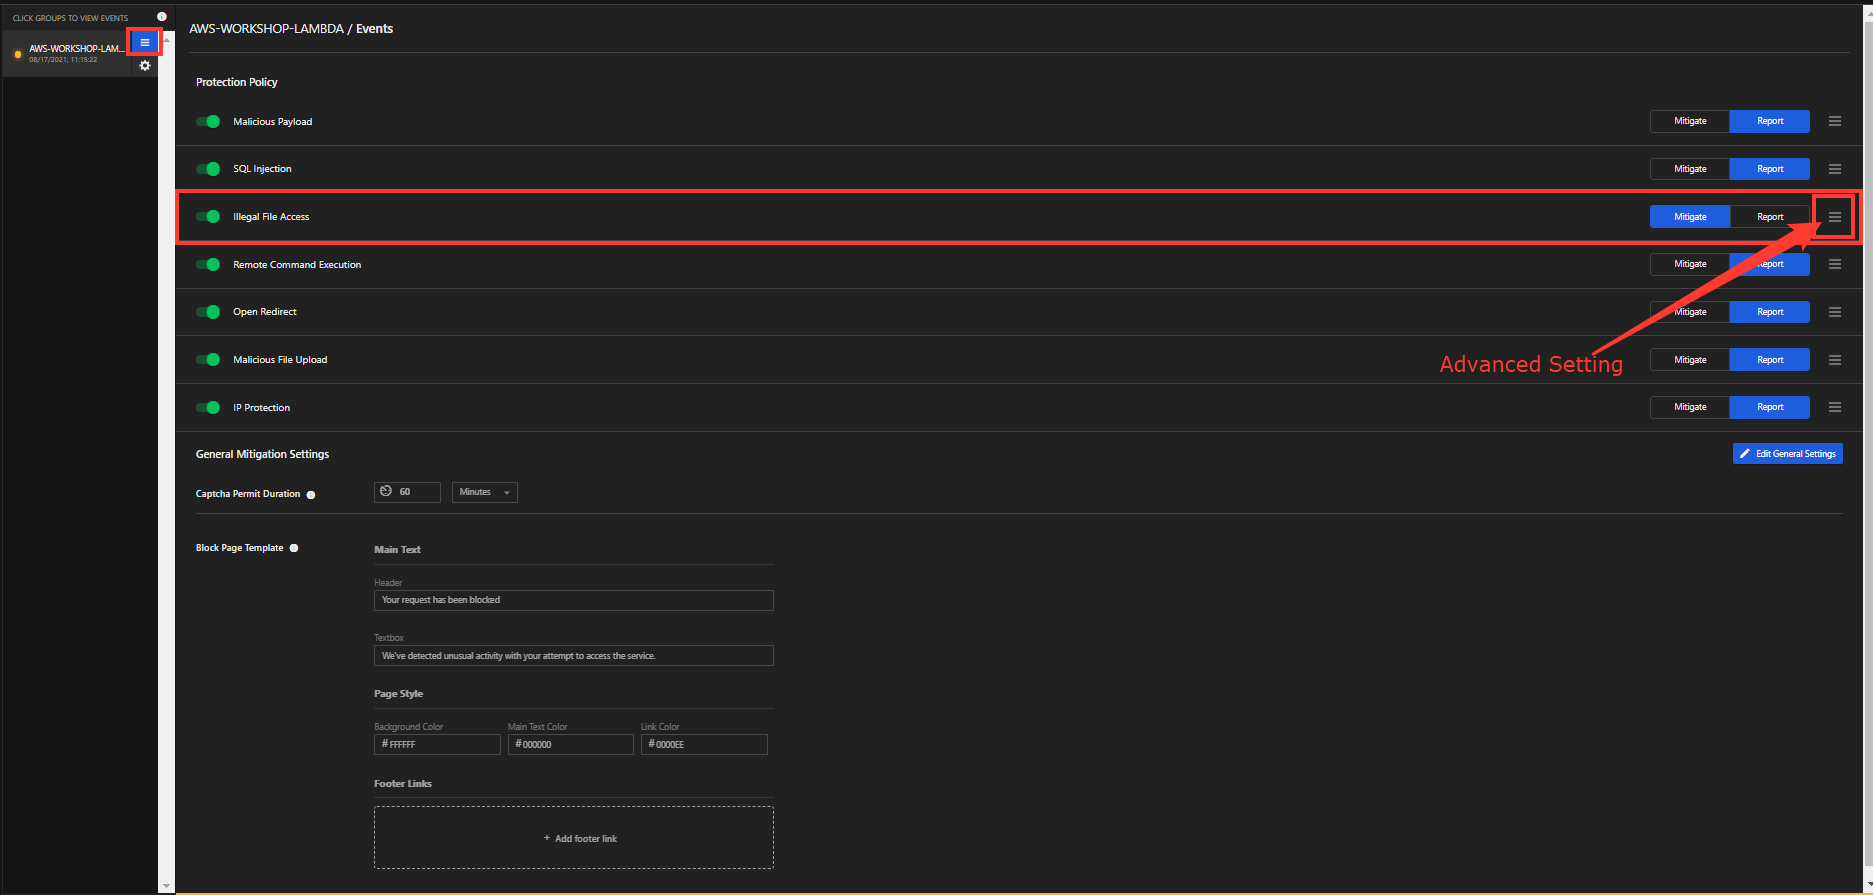 CLICK GROUPS TO VIEW EVENTS
AWS-WORKSHOP-LAM...
08/17/2021, 11:15:22
AWS-WORKSHOP-LAMBDA / Events
Protection Policy
Malicious Payload Mitigate Report
SQL Injection Mitigate Report
Illegal File Access Mitigate Report
Remote Command Execution Mitigate Report
Open Redirect Mitigate Report
Malicious File Upload Mitigate Report
Advanced Setting
IP Protection Mitigate Report
General Mitigation Settings Edit General Settings
Captcha Permit Duration 60 Minutes
Block Page Template
Main Text
Header
Your request has been blocked
Textbox
We've detected unusual activity with your attempt to access the service.
Page Style
Background Color Main Text Color Link Color
# FFFFFF # 000000 # 0000EE
Footer Links
+ Add footer link